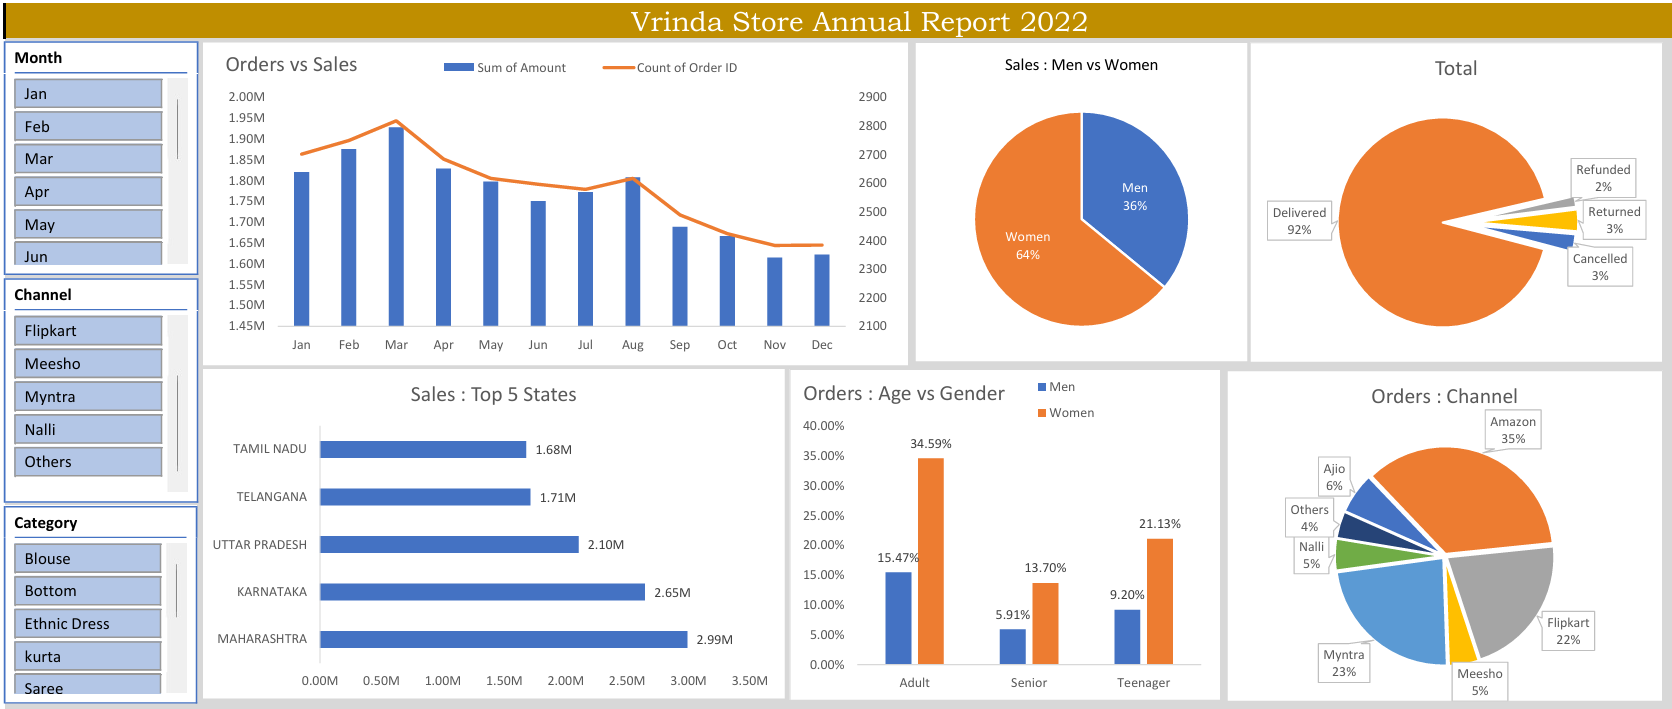 Vrinda Store Annual Report 2022
Month
Jan
Feb
Mar
Apr
May
Jun
Channel
Flipkart
Meesho
Myntra
Nalli
Others
Category
Blouse
Bottom
Ethnic Dress
kurta
Saree
Orders vs Sales
Sum of Amount
Count of Order ID
2.00M
1.95M
1.90M
1.85M
1.80M
1.75M
1.70M
1.65M
1.60M
1.55M
1.50M
1.45M
2900
2800
2700
2600
2500
2400
2300
2200
2100
Jan Feb Mar Apr May Jun Jul Aug Sep Oct Nov Dec
Sales : Men vs Women
Men
36%
Women
64%
Total
Delivered
92%
Refunded
2%
Returned
3%
Cancelled
3%
Sales : Top 5 States
TAMIL NADU 1.68M
TELANGANA 1.71M
UTTAR PRADESH 2.10M
KARNATAKA 2.65M
MAHARASHTRA 2.99M
0.00M 0.50M 1.00M 1.50M 2.00M 2.50M 3.00M 3.50M
Orders : Age vs Gender
Men
Women
40.00%
35.00%
30.00%
25.00%
20.00%
15.00%
10.00%
5.00%
0.00%
15.47%
34.59%
5.91%
13.70%
9.20%
21.13%
Adult Senior Teenager
Orders : Channel
Amazon
35%
Ajio
6%
Others
4%
Nalli
5%
Myntra
23%
Meesho
5%
Flipkart
22%